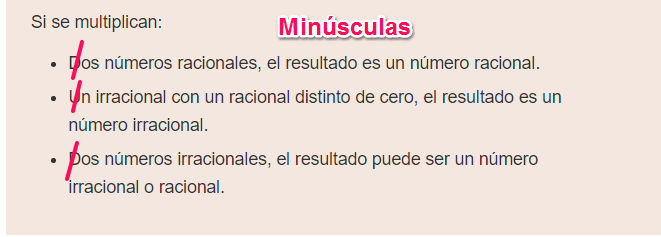 Si se multiplican:
Minúsculas
• Dos números racionales, el resultado es un número racional.
• Un irracional con un racional distinto de cero, el resultado es un
número irracional.
• Dos números irracionales, el resultado puede ser un número
irracional o racional.